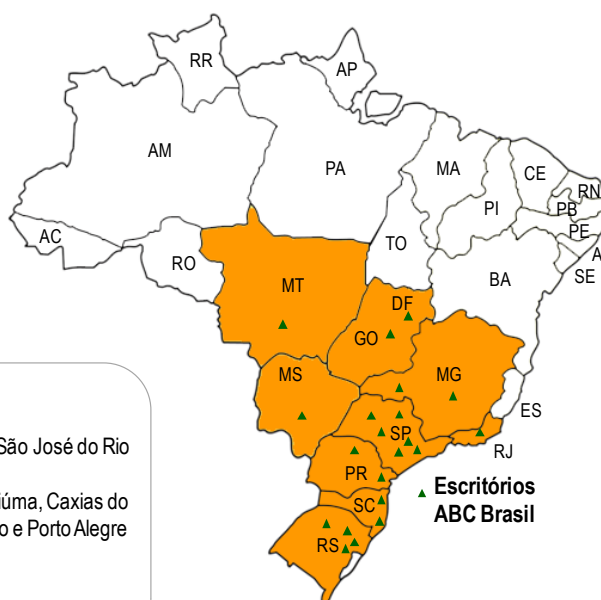 RR
AP
AM
PA
MA
CE
RN
PI
PB
PE
A
SE
AC
RO
TO
BA
MT
DF
GO
MS
MG
ES
SP
RJ
PR
SC
RS
São José do Rio
iúma, Caxias do
o e Porto Alegre
Escritórios
ABC Brasil